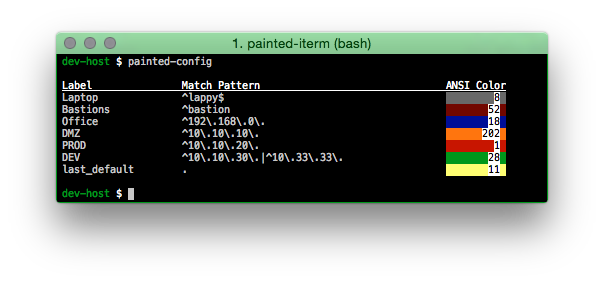 1. painted-iterm (bash)
dev-host $ painted-config
Label Match Pattern ANSI Color
Laptop ^lappy$ 8
Bastions ^bastion 52
Office ^192\.168\.0\. 18
DMZ ^10\.10\.10\. 202
PROD ^10\.10\.20\. 1
DEV ^10\.10\.30\.|^10\.33\.33\. 28
last_default . 11
dev-host $